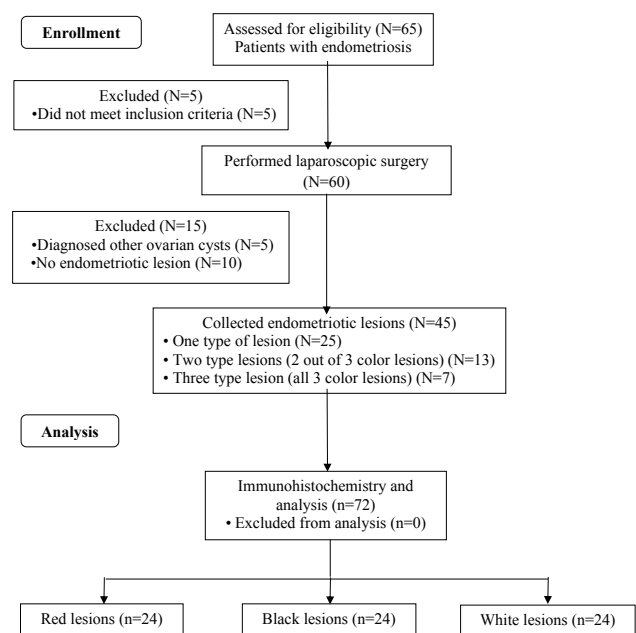 Enrollment
Assessed for eligibility (N=65)
Patients with endometriosis
Excluded (N=5)
•Did not meet inclusion criteria (N=5)
Performed laparoscopic surgery
(N=60)
Excluded (N=15)
•Diagnosed other ovarian cysts (N=5)
•No endometriotic lesion (N=10)
Collected endometriotic lesions (N=45)
• One type of lesion (N=25)
• Two type lesions (2 out of 3 color lesions) (N=13)
• Three type lesion (all 3 color lesions) (N=7)
Analysis
Immunohistochemistry and
analysis (n=72)
• Excluded from analysis (n=0)
Red lesions (n=24)
Black lesions (n=24)
White lesions (n=24)